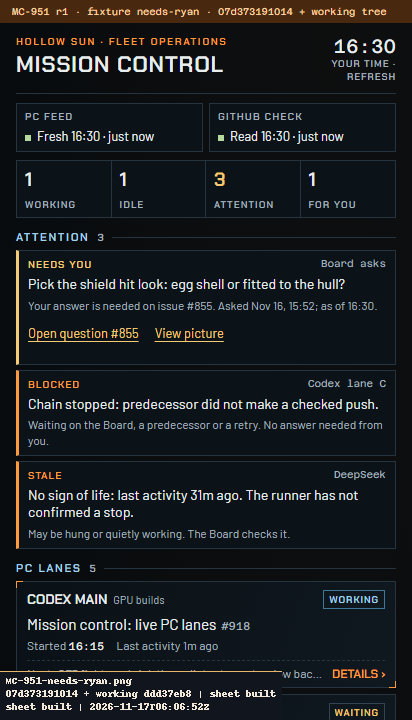 MC-951 r1 · fixture needs-ryan · 07d373191014 + working tree
HOLLOW SUN · FLEET OPERATIONS
MISSION CONTROL
16:30
YOUR TIME ·
REFRESH
PC FEED
Fresh 16:30 · just now
GITHUB CHECK
Read 16:30 · just now
1
WORKING
1
IDLE
3
ATTENTION
1
FOR YOU
ATTENTION 3
NEEDS YOU
Board asks
Pick the shield hit look: egg shell or fitted to the hull?
Your answer is needed on issue #855. Asked Nov 16, 15:52; as of 16:30.
Open question #855
View picture
BLOCKED
Codex lane C
Chain stopped: predecessor did not make a checked push.
Waiting on the Board, a predecessor or a retry. No answer needed from
you.
STALE
DeepSeek
No sign of life: last activity 31m ago. The runner has not
confirmed a stop.
May be hung or quietly working. The Board checks it.
PC LANES 5
CODEX MAIN GPU builds
WORKING
Mission control: live PC lanes #918
Started 16:15 Last activity 1m ago
bac...
DETAILS ›
MC-951-needs-ryan.png
07d373191014 + working ddd37eb8 | sheet built
sheet built | 2026-11-17T06:06:52Z
WAITING